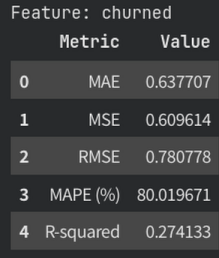 Feature: churned
Metric Value
0 MAE 0.637707
1 MSE 0.609614
2 RMSE 0.780778
3 MAPE (%) 80.019671
4 R-squared 0.274133